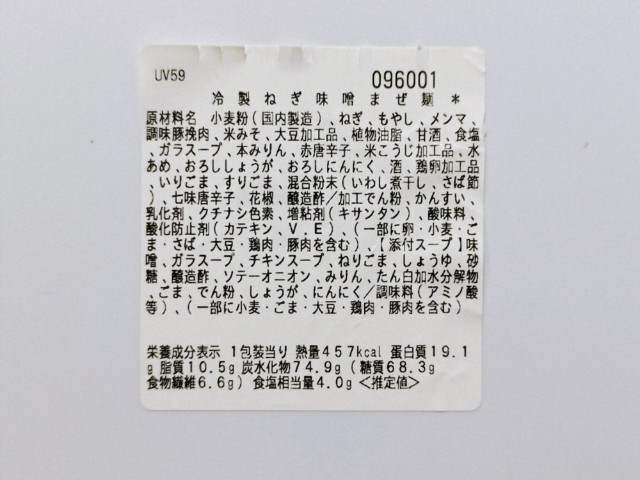 UV59
096001
冷製ねぎ味噌まぜ麺 *
原材料名 小麦粉(国内製造)、ねぎ、もやし、メンマ、
調味豚挽肉、米みそ、大豆加工品、植物油脂、甘酒、食塩
、ガラスープ、本みりん、赤唐辛子、米こうじ加工品、水
あめ、おろししょうが、おろしにんにく、酒、鶏卵加工品
、いりごま、すりごま、混合粉末(いわし煮干し、さば節
)、七味唐辛子、花椒、醸造酢/加工でん粉、かんすい、
乳化剤、クチナシ色素、増粘剤(キサンタン)、酸味料、
酸化防止剤(カテキン、V.E)、(一部に卵・小麦・ご
ま・さば・大豆・鶏肉・豚肉を含む)、【添付スープ】味
噌、ガラスープ、チキンスープ、ねりごま、しょうゆ、砂
糖、醸造酢、ソテーオニオン、みりん、たん白加水分解物
、ごま、でん粉、しょうが、にんにく/調味料(アミノ酸
等)、(一部に小麦・ごま・大豆・鶏肉・豚肉を含む)
栄養成分表示 1包装当り 熱量457kcal 蛋白質19.1
g 脂質10.5g 炭水化物74.9g(糖質68.3g
食物繊維6.6g) 食塩相当量4.0g <推定値>